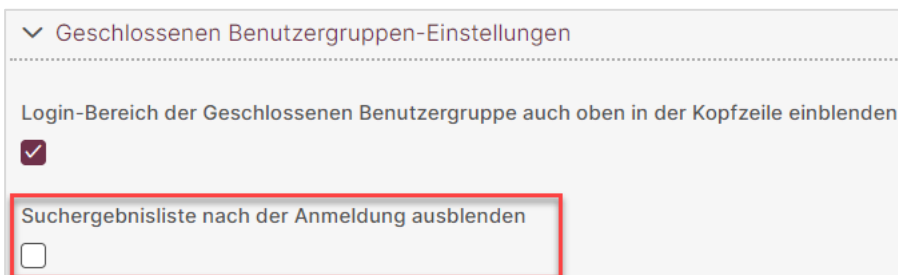 Geschlossenen Benutzergruppen-Einstellungen
Login-Bereich der Geschlossenen Benutzergruppe auch oben in der Kopfzeile einblenden
Suchergebnisliste nach der Anmeldung ausblenden